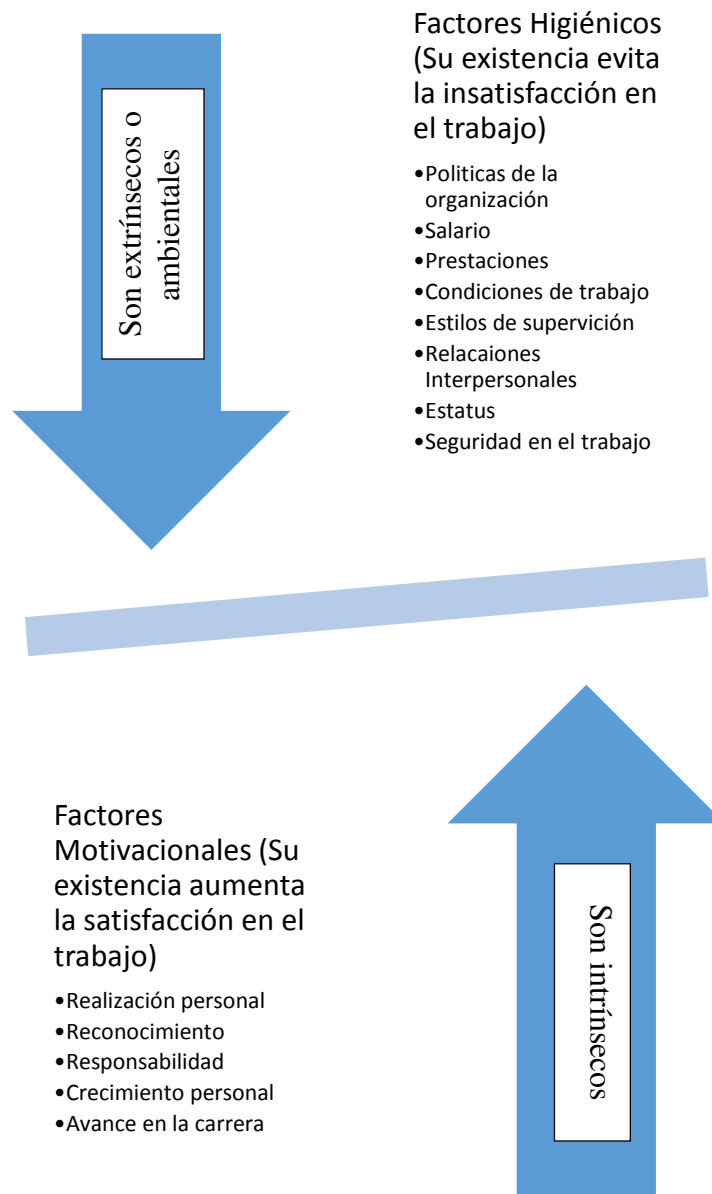 Son extrínsecos o
ambientales
Factores Higiénicos
(Su existencia evita
la insatisfacción en
el trabajo)
•Politicas de la
organización
•Salario
•Prestaciones
•Condiciones de trabajo
•Estilos de supervición
•Relacaiones
Interpersonales
•Estatus
•Seguridad en el trabajo
Factores
Motivacionales (Su
existencia aumenta
la satisfacción en el
trabajo)
•Realización personal
•Reconocimiento
•Responsabilidad
•Crecimiento personal
•Avance en la carrera
Son intrínsecos